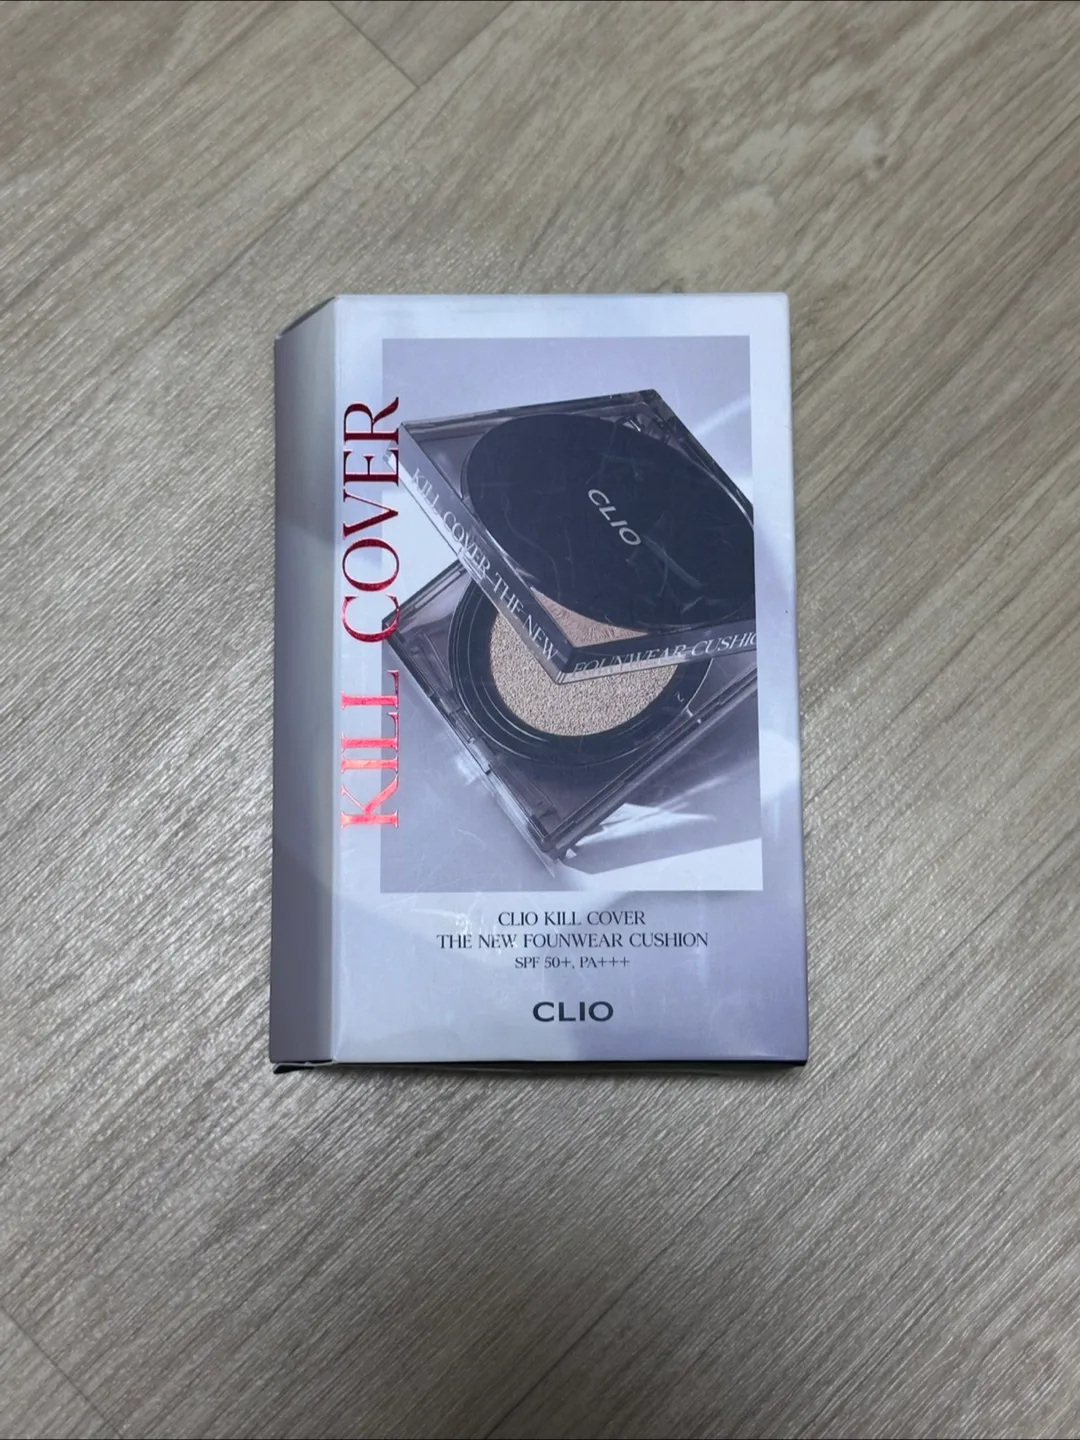 KILL COVER
CLIO
KILL COVER THE NEW FOUNWEAR CUSHIO
CLIO KILL COVER
THE NEW FOUNWEAR CUSHION
SPF 50+, PA+++
CLIO